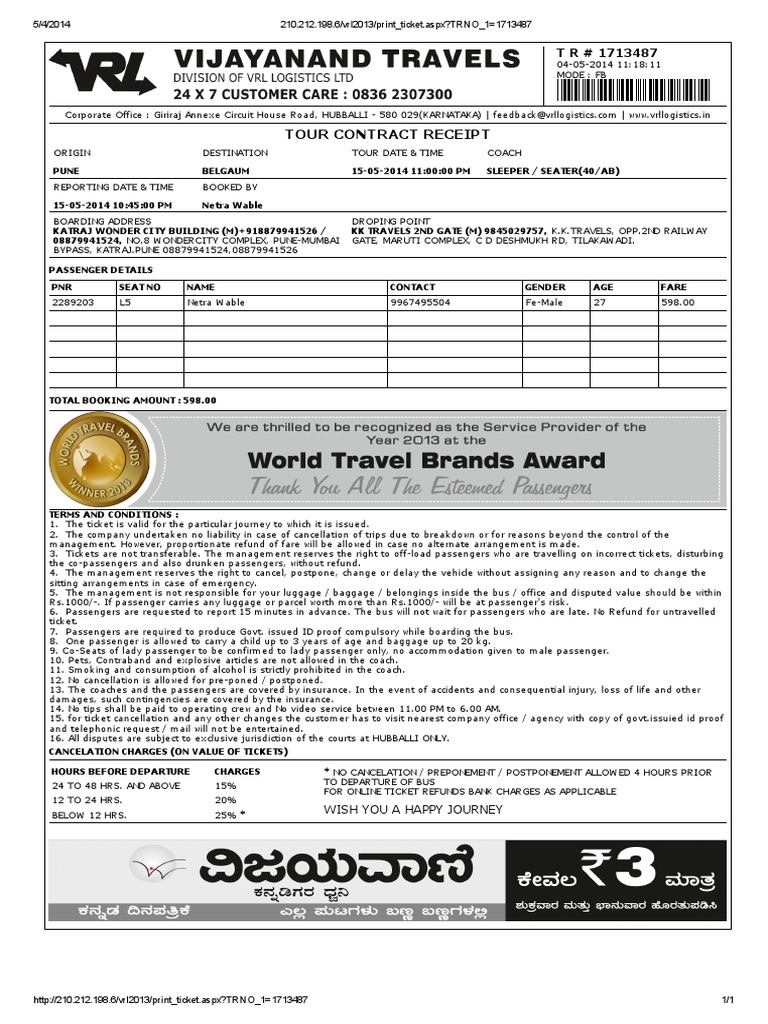 5/4/2014
210.212.198.6/vrl2013/print_ticket.aspx?TRNO_1=1713487
VRL
VIJAYANAND TRAVELS
DIVISION OF VRL LOGISTICS LTD
24 X 7 CUSTOMER CARE : 0836 2307300
T R # 1713487
04-05-2014 11:18:11
MODE : FB
Corporate Office : Giriraj Annexe Circuit House Road, HUBBALLI - 580 029(KARNATAKA) | feedback@vrllogistics.com | www.vrllogistics.in
TOUR CONTRACT RECEIPT
ORIGIN DESTINATION TOUR DATE & TIME COACH
PUNE BELGAUM 15-05-2014 11:00:00 PM SLEEPER / SEATER(40/AB)
REPORTING DATE & TIME BOOKED BY
15-05-2014 10:45:00 PM Netra Wable
BOARDING ADDRESS
KATRAJ WONDER CITY BUILDING (M)+918879941526 /
08879941524, NO.8 WONDERCITY COMPLEX, PUNE-MUMBAI
BYPASS, KATRAJ.PUNE 08879941524,08879941526
DROPING POINT
KK TRAVELS 2ND GATE (M) 9845029757, K.K.TRAVELS, OPP.2ND RAILWAY
GATE, MARUTI COMPLEX, C D DESHMUKH RD, TILAKAWADI.
PASSENGER DETAILS
PNR SEAT NO NAME CONTACT GENDER AGE FARE
2289203 L5 Netra Wable 9967495504 Fe-Male 27 598.00
TOTAL BOOKING AMOUNT : 598.00
WORLD TRAVEL BRANDS
WINNER 2013
We are thrilled to be recognized as the Service Provider of the
Year 2013 at the
World Travel Brands Award
Thank You All The Esteemed Passengers
TERMS AND CONDITIONS :
1. The ticket is valid for the particular journey to which it is issued.
2. The company undertaken no liability in case of cancellation of trips due to breakdown or for reasons beyond the control of the
management. However, proportionate refund of fare will be allowed in case no alternate arrangement is made.
3. Tickets are not transferable. The management reserves the right to off-load passengers who are travelling on incorrect tickets, disturbing
the co-passengers and also drunken passengers, without refund.
4. The management reserves the right to cancel, postpone, change or delay the vehicle without assigning any reason and to change the
sitting arrangements in case of emergency.
5. The management is not responsible for your luggage / baggage / belongings inside the bus / office and disputed value should be within
Rs.1000/-. If passenger carries any luggage or parcel worth more than Rs.1000/- will be at passenger's risk.
6. Passengers are requested to report 15 minutes in advance. The bus will not wait for passengers who are late. No Refund for untravelled
ticket.
7. Passengers are required to produce Govt. issued ID proof compulsory while boarding the bus.
8. One passenger is allowed to carry a child up to 3 years of age and baggage up to 20 kg.
9. Co-Seats of lady passenger to be confirmed to lady passenger only, no accommodation given to male passenger.
10. Pets, Contraband and explosive articles are not allowed in the coach.
11. Smoking and consumption of alcohol is strictly prohibited in the coach.
12. No cancellation is allowed for pre-poned / postponed.
13. The coaches and the passengers are covered by insurance. In the event of accidents and consequential injury, loss of life and other
damages, such contingencies are covered by the insurance.
14. No tips shall be paid to operating crew and No video service between 11.00 PM to 6.00 AM.
15. for ticket cancellation and any other changes the customer has to visit nearest company office / agency with copy of govt.issuied id proof
and telephonic request / mail will not be entertained.
16. All disputes are subject to exclusive jurisdiction of the courts at HUBBALLI ONLY.
CANCELATION CHARGES (ON VALUE OF TICKETS)
HOURS BEFORE DEPARTURE CHARGES
24 TO 48 HRS. AND ABOVE 15%
12 TO 24 HRS. 20%
BELOW 12 HRS. 25% *
* NO CANCELATION / PREPONEMENT / POSTPONEMENT ALLOWED 4 HOURS PRIOR
TO DEPARTURE OF BUS
FOR ONLINE TICKET REFUNDS BANK CHARGES AS APPLICABLE
WISH YOU A HAPPY JOURNEY
ವಿಜಯವಾಣಿ
ಕನ್ನಡಿಗರ ಧ್ವನಿ
ಕನ್ನಡ ದಿನಪತ್ರಿಕೆ ಎಲ್ಲ ಪುಟಗಳು ಬಣ್ಣ ಬಣ್ಣಗಳಲ್ಲಿ
ಕೇವಲ ₹3 ಮಾತ್ರ
ಶುಕ್ರವಾರ ಮತ್ತು ಭಾನುವಾರ ಹೊರತುಪಡಿಸಿ
http://210.212.198.6/vrl2013/print_ticket.aspx?TRNO_1=1713487
1/1